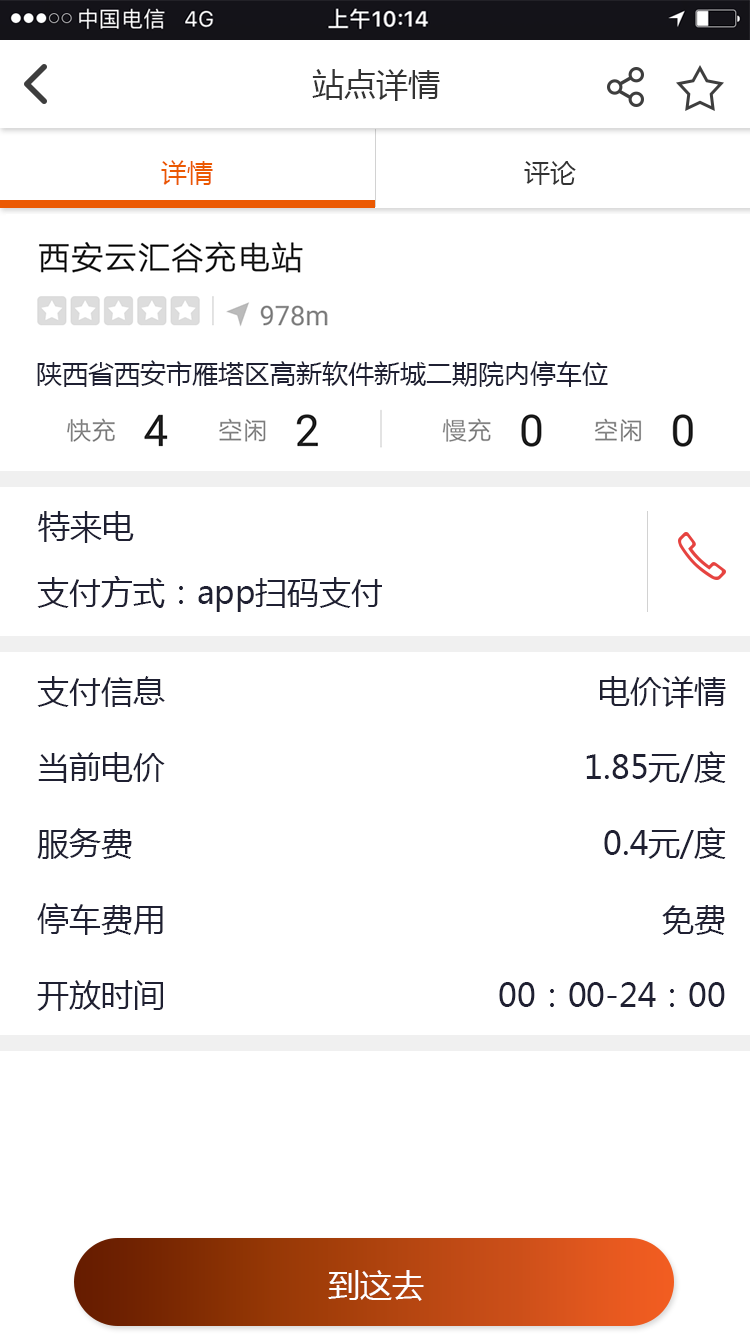 中国电信 4G 上午10:14
站点详情
详情 评论
西安云汇谷充电站
978m
陕西省西安市雁塔区高新软件新城二期院内停车位
快充 4 空闲 2 慢充 0 空闲 0
特来电
支付方式：app扫码支付
支付信息 电价详情
当前电价 1.85元/度
服务费 0.4元/度
停车费用 免费
开放时间 00：00-24：00
到这去